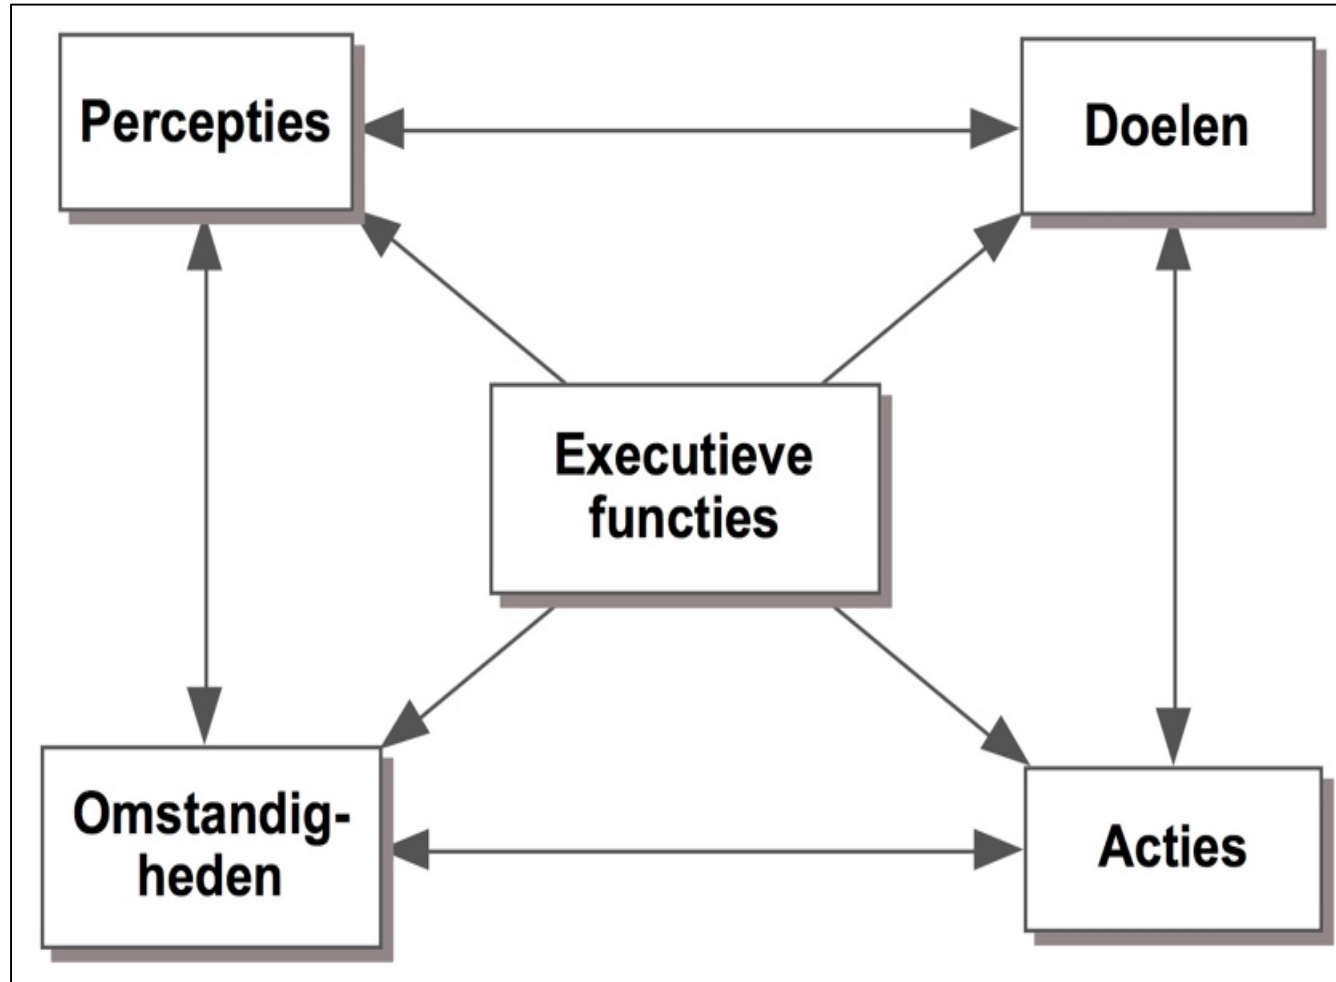 Percepties
Doelen
Executieve
functies
Omstandig-
heden
Acties